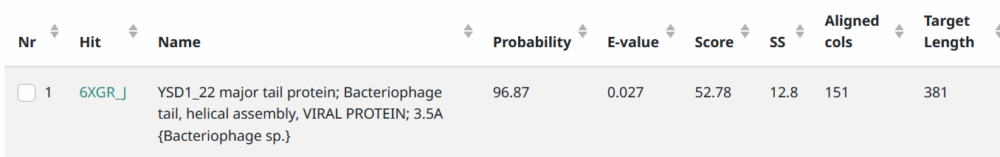 Nr Hit Name Probability E-value Score SS Aligned cols Target Length
1 6XGR_J YSD1_22 major tail protein; Bacteriophage 96.87 0.027 52.78 12.8 151 381
tail, helical assembly, VIRAL PROTEIN; 3.5A
{Bacteriophage sp.}